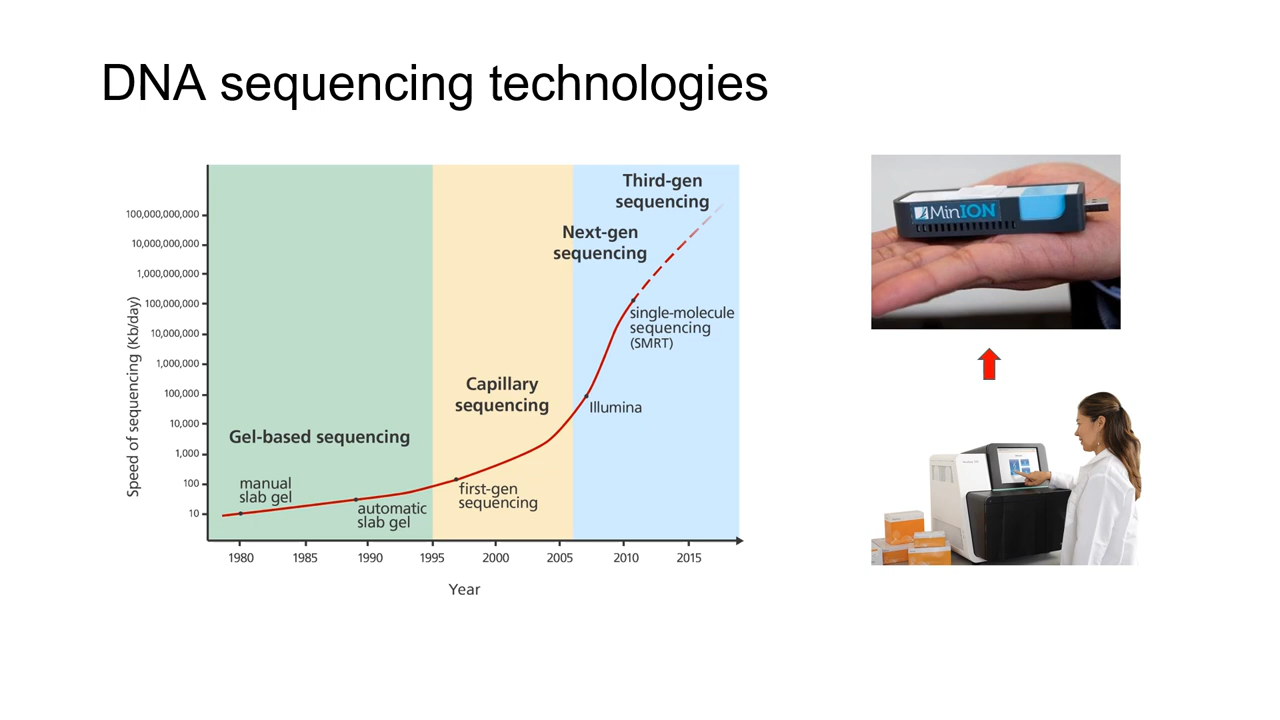 DNA sequencing technologies
Third-gen
sequencing
Next-gen
sequencing
100,000,000,000
10,000,000,000
1,000,000,000
100,000,000
10,000,000
1,000,000
100,000
10,000
1,000
100
10
Speed of sequencing (Kb/day)
single-molecule
sequencing
(SMRT)
Capillary
sequencing
Illumina
Gel-based sequencing
manual
slab gel
automatic
slab gel
first-gen
sequencing
1980
1985
1990
1995
2000
2005
2010
2015
Year
MinION